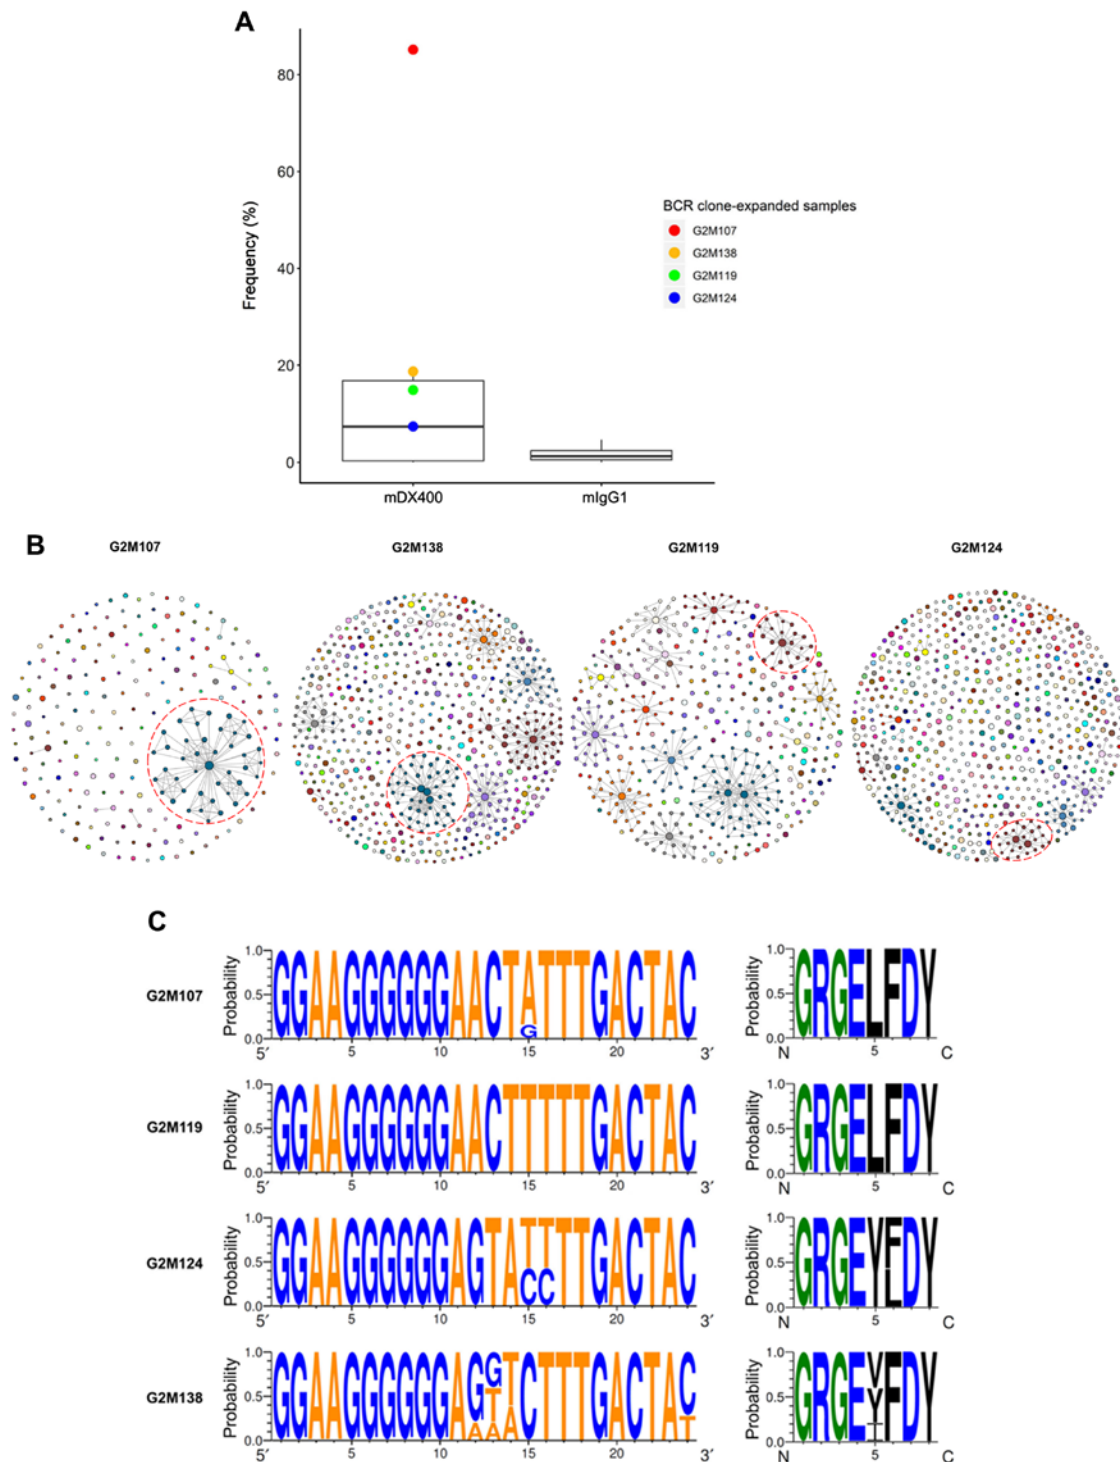 A
Frequency (%)
80
60
40
20
0
mDX400 mIgG1
BCR clone-expanded samples
G2M107
G2M138
G2M119
G2M124
B
G2M107 G2M138 G2M119 G2M124
C
G2M107
Probability
1.0
0.5
0.0
GGAAGGGGGGAACTATTTGACTAC
G
5′ 5 10 15 20 3′
Probability
1.0
0.5
0.0
GRGELFDY
N 5 C
G2M119
Probability
1.0
0.5
0.0
GGAAGGGGGGAACTTTTTGACTAC
5′ 5 10 15 20 3′
Probability
1.0
0.5
0.0
GRGELFDY
N 5 C
G2M124
Probability
1.0
0.5
0.0
GGAAGGGGGGAGTATTTTGACTAC
CC
5′ 5 10 15 20 3′
Probability
1.0
0.5
0.0
GRGEYFDY
L
N 5 C
G2M138
Probability
1.0
0.5
0.0
GGAAGGGGGGAGGTCTTTGACTAC
T
AAA T
5′ 5 10 15 20 3′
Probability
1.0
0.5
0.0
GRGEVFDY
Y
N 5 C